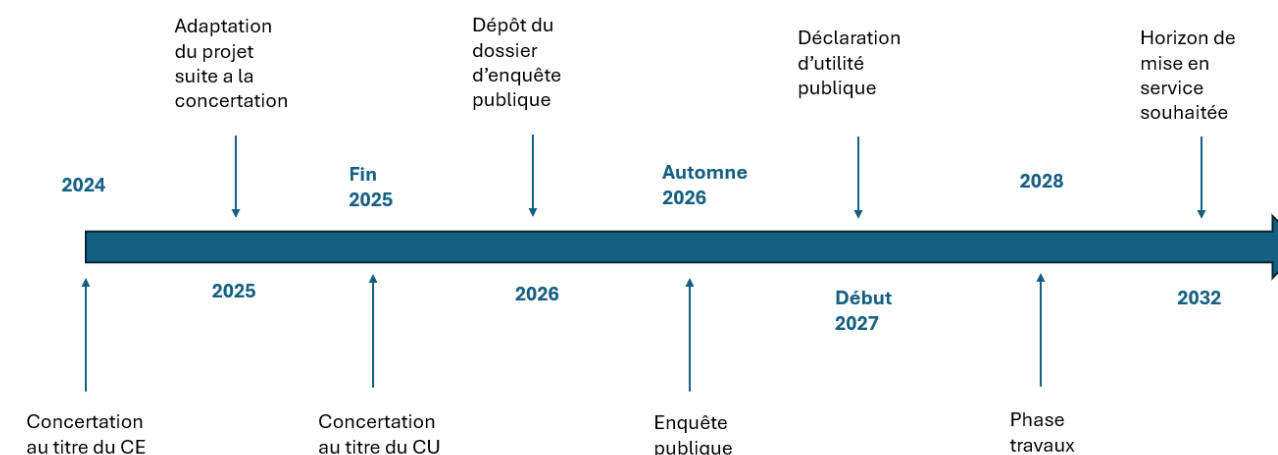 Adaptation
du projet
suite a la
concertation
Dépôt du
dossier
d’enquête
publique
Déclaration
d’utilité
publique
Horizon de
mise en
service
souhaitée
2024
Fin
2025
Automne
2026
2028
2025
2026
Début
2027
2032
Concertation
au titre du CE
Concertation
au titre du CU
Enquête
publique
Phase
travaux